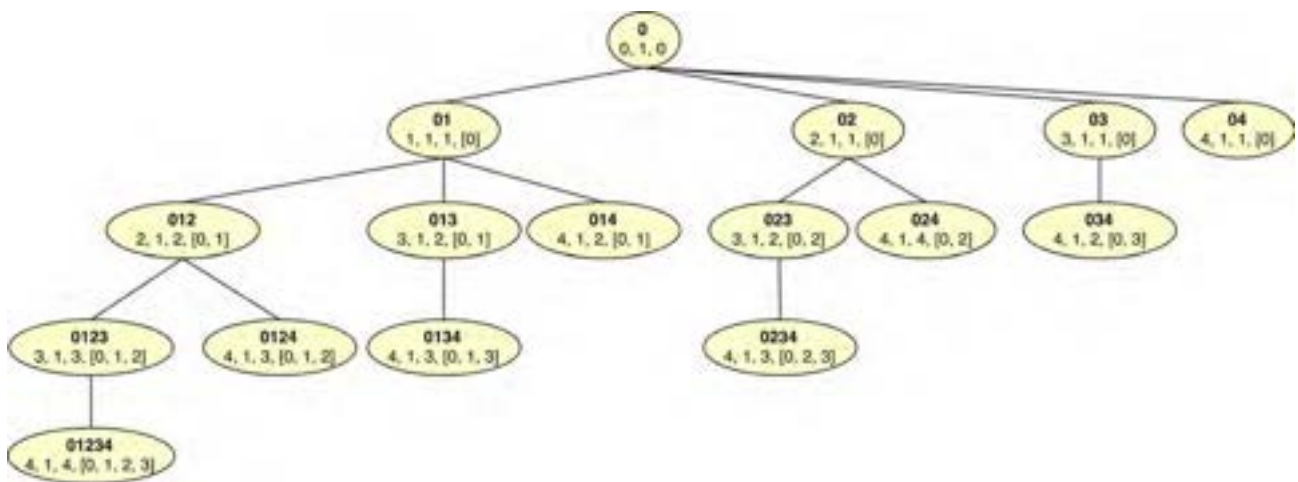 0
0, 1, 0
01
1, 1, 1, [0]
02
2, 1, 1, [0]
03
3, 1, 1, [0]
04
4, 1, 1, [0]
012
2, 1, 2, [0, 1]
013
3, 1, 2, [0, 1]
014
4, 1, 2, [0, 1]
023
3, 1, 2, [0, 2]
024
4, 1, 4, [0, 2]
034
4, 1, 2, [0, 3]
0123
3, 1, 3, [0, 1, 2]
0124
4, 1, 3, [0, 1, 2]
0134
4, 1, 3, [0, 1, 3]
0234
4, 1, 3, [0, 2, 3]
01234
4, 1, 4, [0, 1, 2, 3]